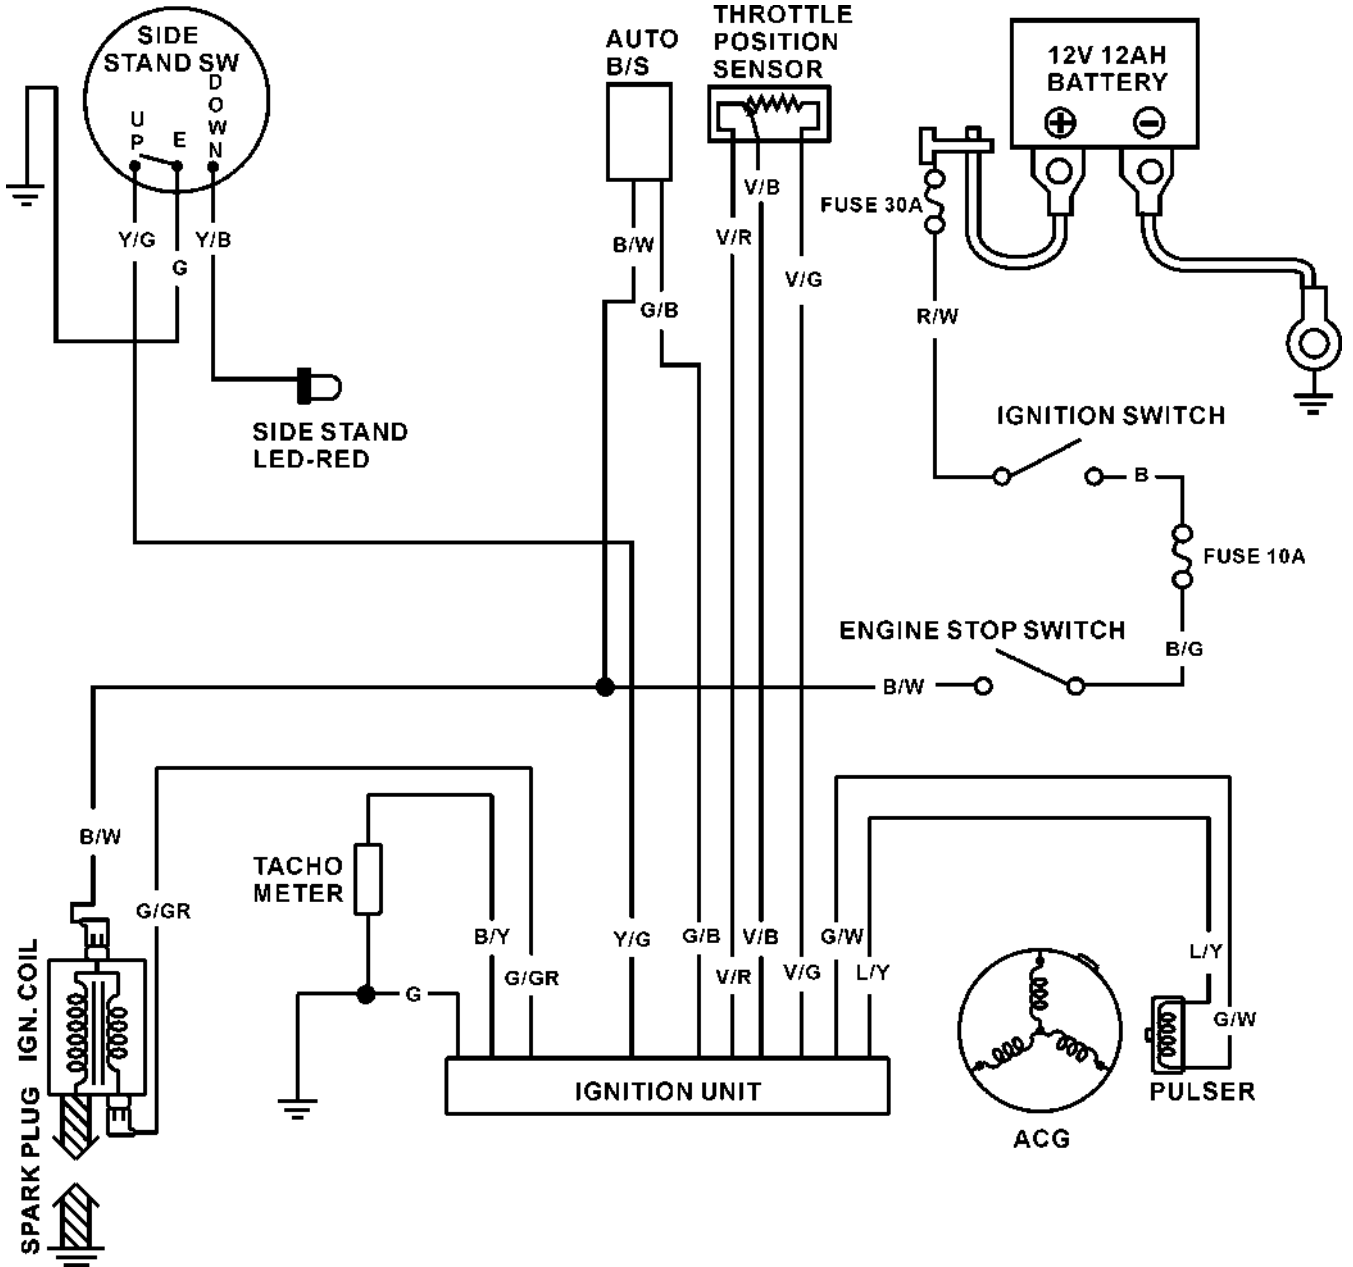 SIDE
STAND SW
UP
E
DOWN
Y/G
G
Y/B
SIDE STAND
LED-RED
AUTO
B/S
B/W
G/B
THROTTLE
POSITION
SENSOR
V/R
V/B
V/G
12V 12AH
BATTERY
+
-
FUSE 30A
R/W
IGNITION SWITCH
B
FUSE 10A
B/G
ENGINE STOP SWITCH
B/W
B/W
G/GR
TACHO
METER
G
B/Y
G/GR
Y/G
G/B
V/R
V/B
V/G
G/W
L/Y
IGNITION UNIT
ACG
L/Y
G/W
PULSER
IGN. COIL
SPARK PLUG